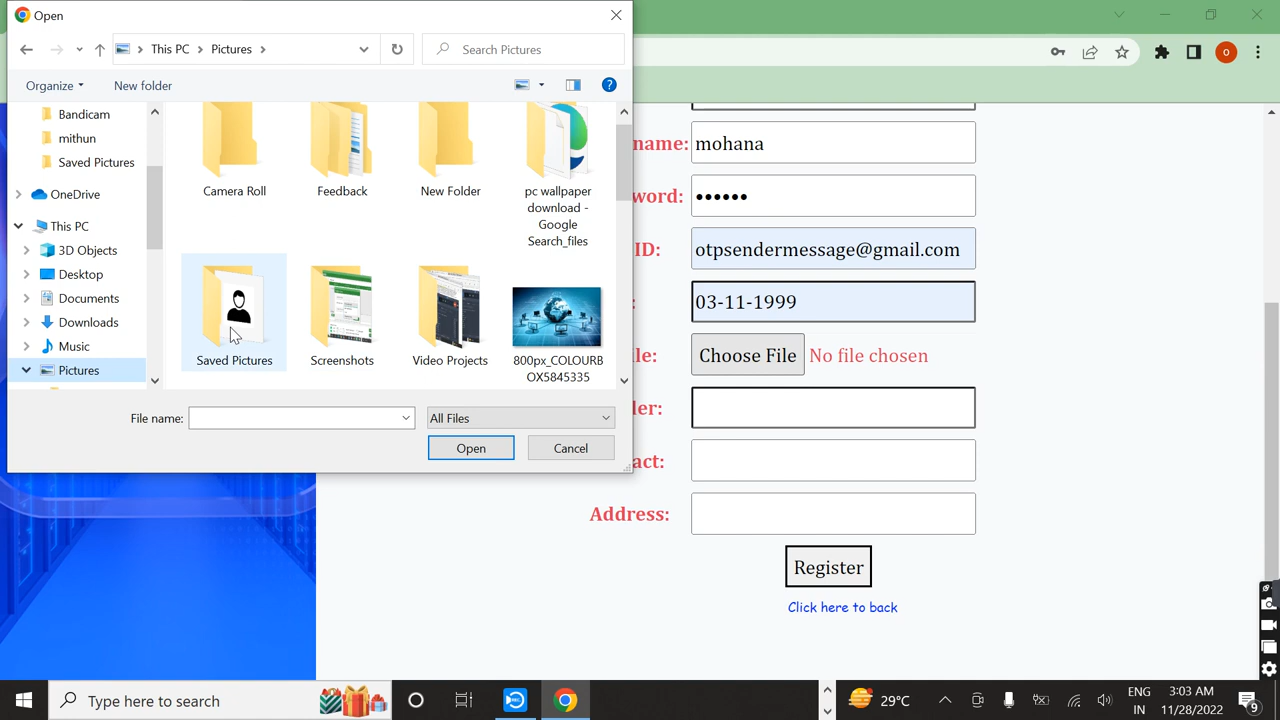 Open
This PC
Pictures
Search Pictures
Organize
New folder
Bandicam
mithun
Saved Pictures
OneDrive
This PC
3D Objects
Desktop
Documents
Downloads
Music
Pictures
Camera Roll
Feedback
New Folder
pc wallpaper
download -
Google
Search_files
Saved Pictures
Screenshots
Video Projects
800px_COLOURB
OX5845335
File name:
All Files
Open
Cancel
name:
mohana
word:
••••••
ID:
otpsendermessage@gmail.com
03-11-1999
Choose File
No file chosen
Address:
Register
Click here to back
Type here to search
29°C
ENG
IN
3:03 AM
11/28/2022
9